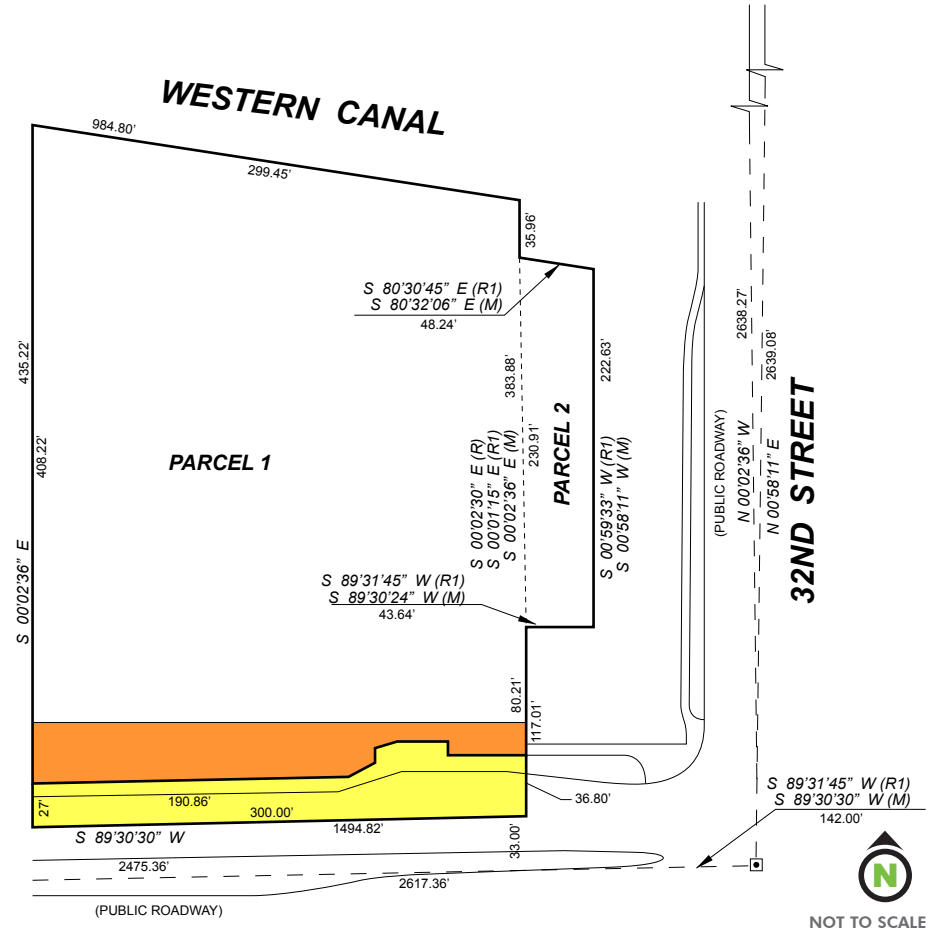 WESTERN CANAL
984.80'
299.45'
35.96'
S 80'30'45" E (R1)
S 80'32'06" E (M)
48.24'
435.22'
408.22'
S 00'02'36" E
PARCEL 1
383.88'
230.91'
S 00'02'30" E (R)
S 00'01'15" E (R1)
S 00'02'36" E (M)
PARCEL 2
222.63'
S 00'59'33" W (R1)
S 00'58'11" W (M)
S 89'31'45" W (R1)
S 89'30'24" W (M)
43.64'
2638.27'
2639.08'
(PUBLIC ROADWAY)
N 00'02'36" W
N 00'58'11" E
32ND STREET
80.21'
117.01'
27'
190.86'
300.00'
36.80'
S 89'30'30" W
1494.82'
33.00'
S 89'31'45" W (R1)
S 89'30'30" W (M)
142.00'
2475.36'
2617.36'
(PUBLIC ROADWAY)
N
NOT TO SCALE